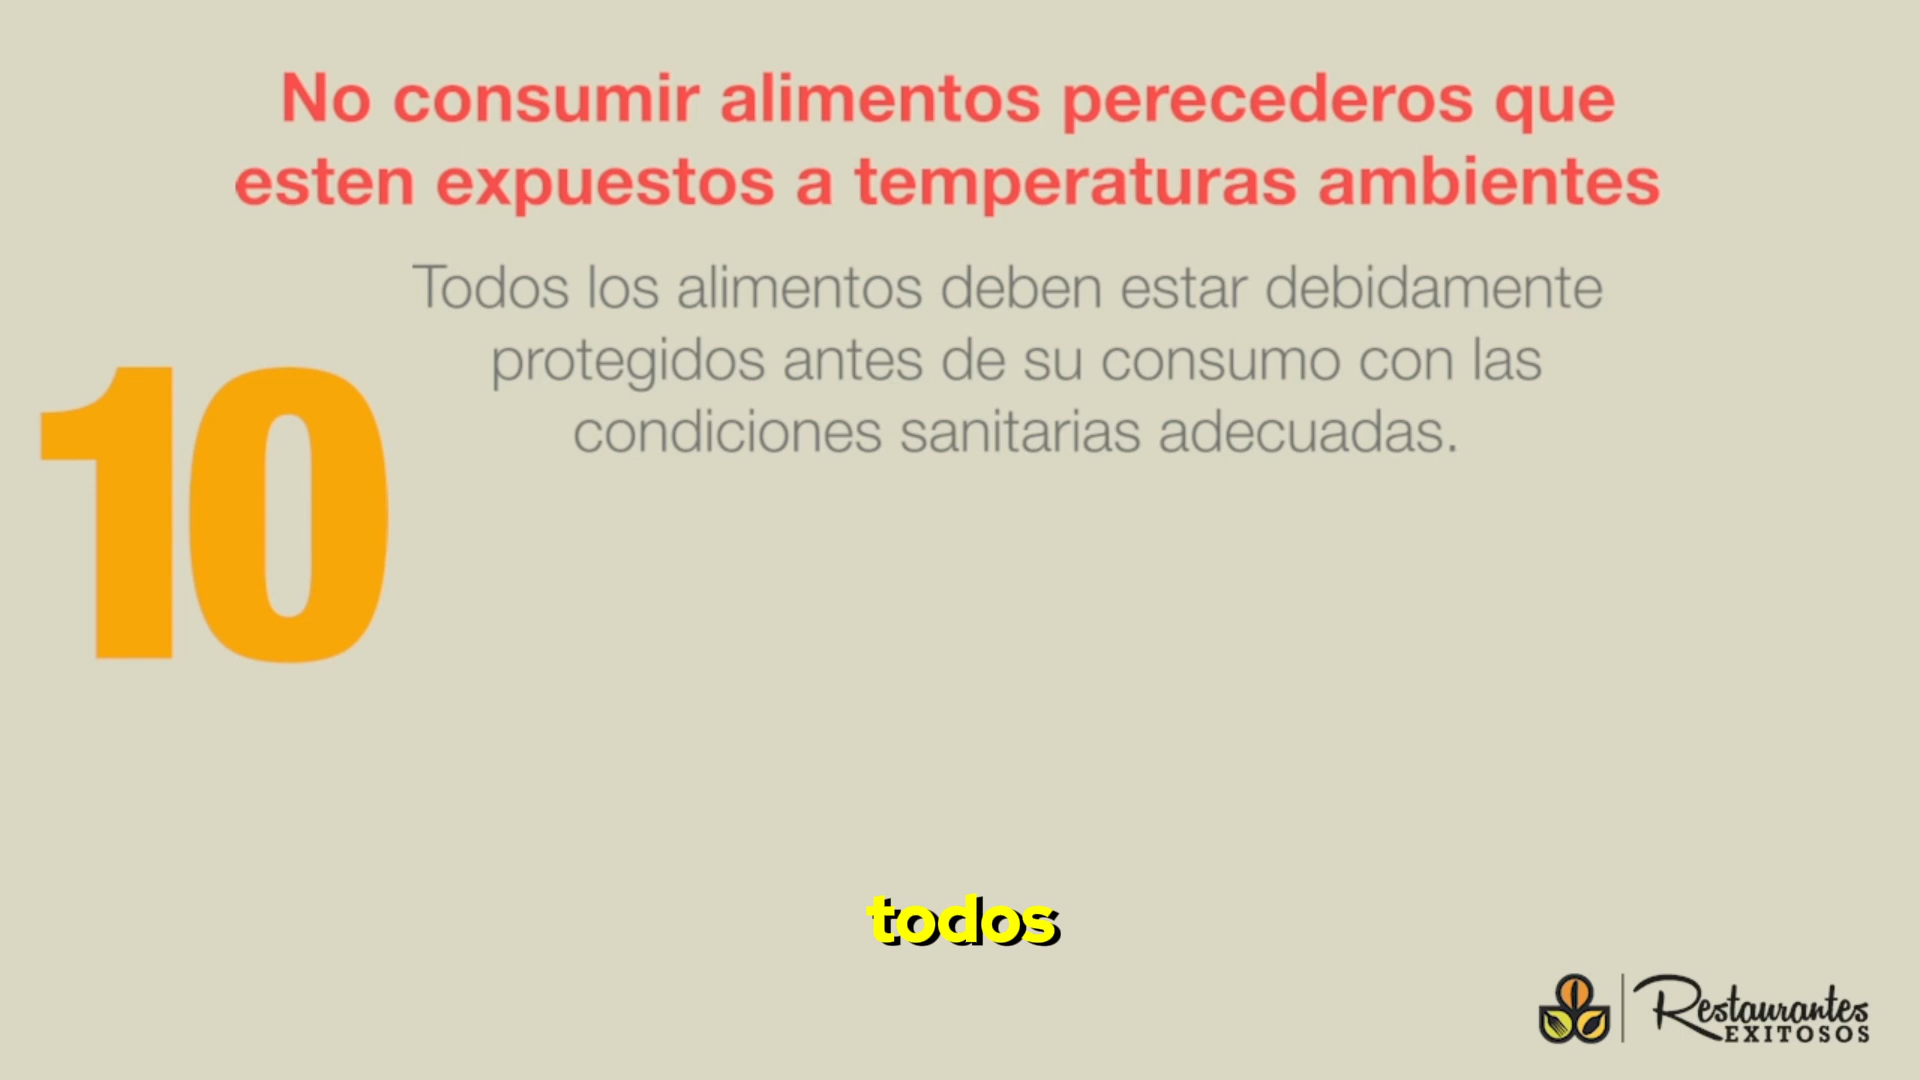 No consumir alimentos perecederos que
esten expuestos a temperaturas ambientes
Todos los alimentos deben estar debidamente
protegidos antes de su consumo con las
condiciones sanitarias adecuadas.
10
todos
Restaurantes
EXITOSOS